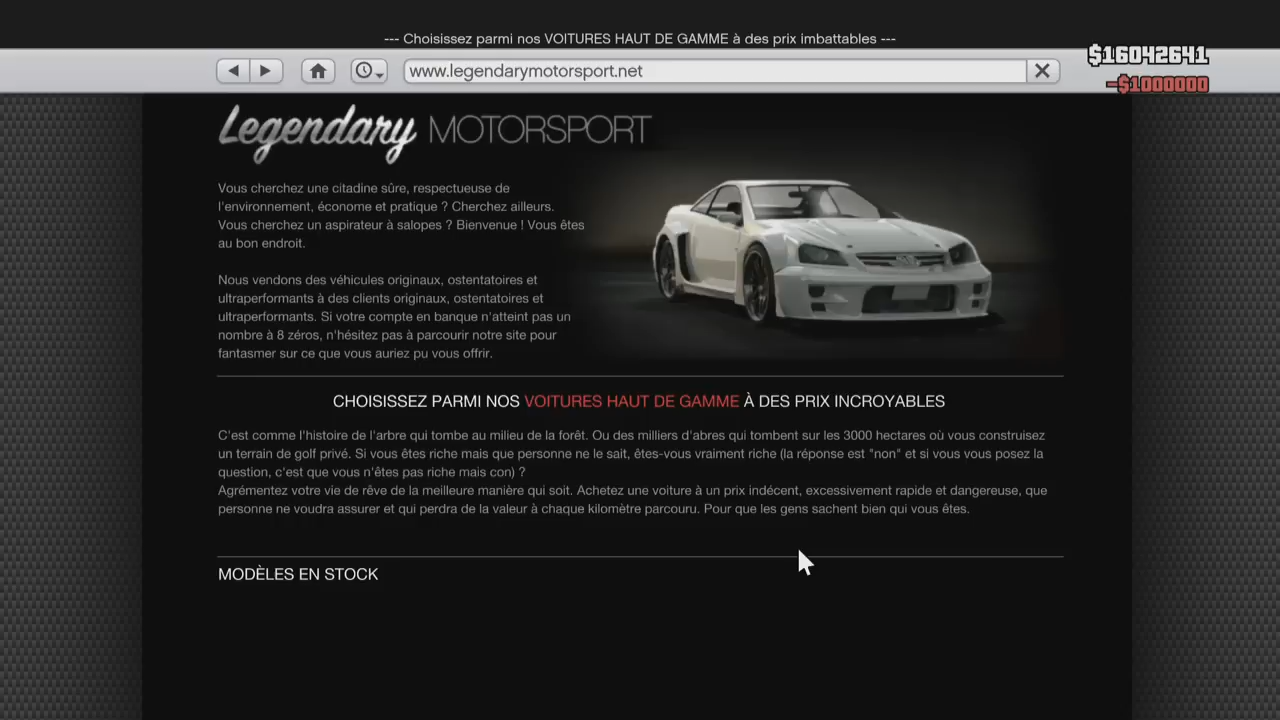 --- Choisissez parmi nos VOITURES HAUT DE GAMME à des prix imbattables ---
www.legendarymotorsport.net
$16042641
-$1000000
Legendary MOTORSPORT
Vous cherchez une citadine sûre, respectueuse de
l'environnement, économe et pratique ? Cherchez ailleurs.
Vous cherchez un aspirateur à salopes ? Bienvenue ! Vous êtes
au bon endroit.
Nous vendons des véhicules originaux, ostentatoires et
ultraperformants à des clients originaux, ostentatoires et
ultraperformants. Si votre compte en banque n'atteint pas un
nombre à 8 zéros, n'hésitez pas à parcourir notre site pour
fantasmer sur ce que vous auriez pu vous offrir.
CHOISISSEZ PARMI NOS VOITURES HAUT DE GAMME À DES PRIX INCROYABLES
C'est comme l'histoire de l'arbre qui tombe au milieu de la forêt. Ou des milliers d'abres qui tombent sur les 3000 hectares où vous construisez
un terrain de golf privé. Si vous êtes riche mais que personne ne le sait, êtes-vous vraiment riche (la réponse est "non" et si vous vous posez la
question, c'est que vous n'êtes pas riche mais con) ?
Agrémentez votre vie de rêve de la meilleure manière qui soit. Achetez une voiture à un prix indécent, excessivement rapide et dangereuse, que
personne ne voudra assurer et qui perdra de la valeur à chaque kilomètre parcouru. Pour que les gens sachent bien qui vous êtes.
MODÈLES EN STOCK